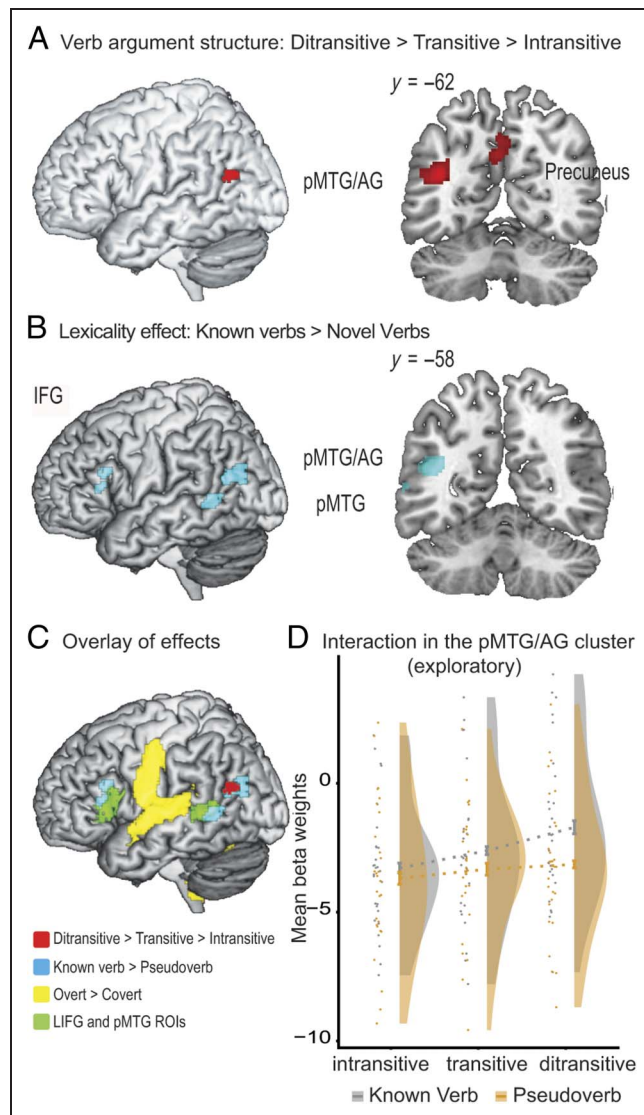 A Verb argument structure: Ditransitive > Transitive > Intransitive
y = −62
pMTG/AG
Precuneus
B Lexicality effect: Known verbs > Novel Verbs
y = −58
IFG
pMTG/AG
pMTG
C Overlay of effects
D Interaction in the pMTG/AG cluster
(exploratory)
Mean beta weights
0
−5
−10
intransitive transitive ditransitive
Known Verb Pseudoverb
Ditransitive > Transitive > Intransitive
Known verb > Pseudoverb
Overt > Covert
LIFG and pMTG ROIs